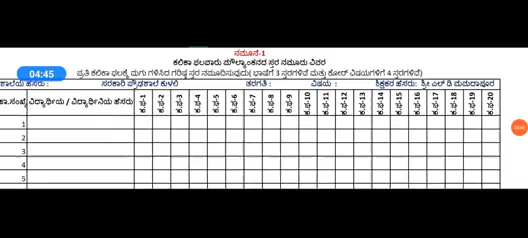 ನಮೂನೆ-1
ಕಲಿಕಾ ಫಲವಾರು ಮೌಲ್ಯಾಂಕನದ ಸ್ತರ ನಮೂದು ವಿವರ
04:45
ಪ್ರತಿ ಕಲಿಕಾ ಫಲಕ್ಕೆ ಮಗು ಗಳಿಸಿದ ಗರಿಷ್ಠ ಸ್ತರ ನಮೂದಿಸುವುದು( ಭಾಷೆಗೆ 3 ಸ್ತರಗಳಿವೆ ಮತ್ತು ಕೋರ್ ವಿಷಯಗಳಿಗೆ 4 ಸ್ತರಗಳಿವೆ)
ಶಾಲೆಯ ಹೆಸರು : ಸರಕಾರಿ ಪ್ರೌಢಶಾಲೆ ಕುಳಲಿ ತರಗತಿ : ವಿಷಯ : ಶಿಕ್ಷಕರ ಹೆಸರು: ಶ್ರೀ ಎಲ್ ಡಿ ಮಮದಾಪೂರ
ಕ್ರಾ.ಸಂಖ್ಯೆ ವಿದ್ಯಾರ್ಥಿಯ / ವಿದ್ಯಾರ್ಥಿನಿಯ ಹೆಸರು ಕ.ಫ-1 ಕ.ಫ-2 ಕ.ಫ-3 ಕ.ಫ-4 ಕ.ಫ-5 ಕ.ಫ-6 ಕ.ಫ-7 ಕ.ಫ-8 ಕ.ಫ-9 ಕ.ಫ-10 ಕ.ಫ-11 ಕ.ಫ-12 ಕ.ಫ-13 ಕ.ಫ-14 ಕ.ಫ-15 ಕ.ಫ-16 ಕ.ಫ-17 ಕ.ಫ-18 ಕ.ಫ-19 ಕ.ಫ-20
1
2
3
4
5